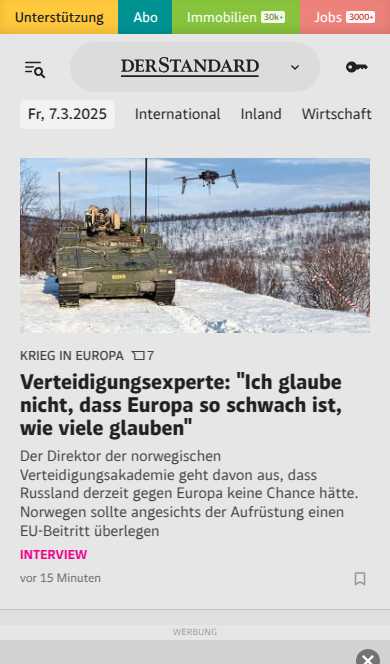 Unterstützung Abo Immobilien 30k+ Jobs 3000+
DERSTANDARD
Fr, 7.3.2025 International Inland Wirtschaft
KRIEG IN EUROPA 7
Verteidigungsexperte: "Ich glaube
nicht, dass Europa so schwach ist,
wie viele glauben"
Der Direktor der norwegischen
Verteidigungsakademie geht davon aus, dass
Russland derzeit gegen Europa keine Chance hätte.
Norwegen sollte angesichts der Aufrüstung einen
EU-Beitritt überlegen
INTERVIEW
vor 15 Minuten
WERBUNG